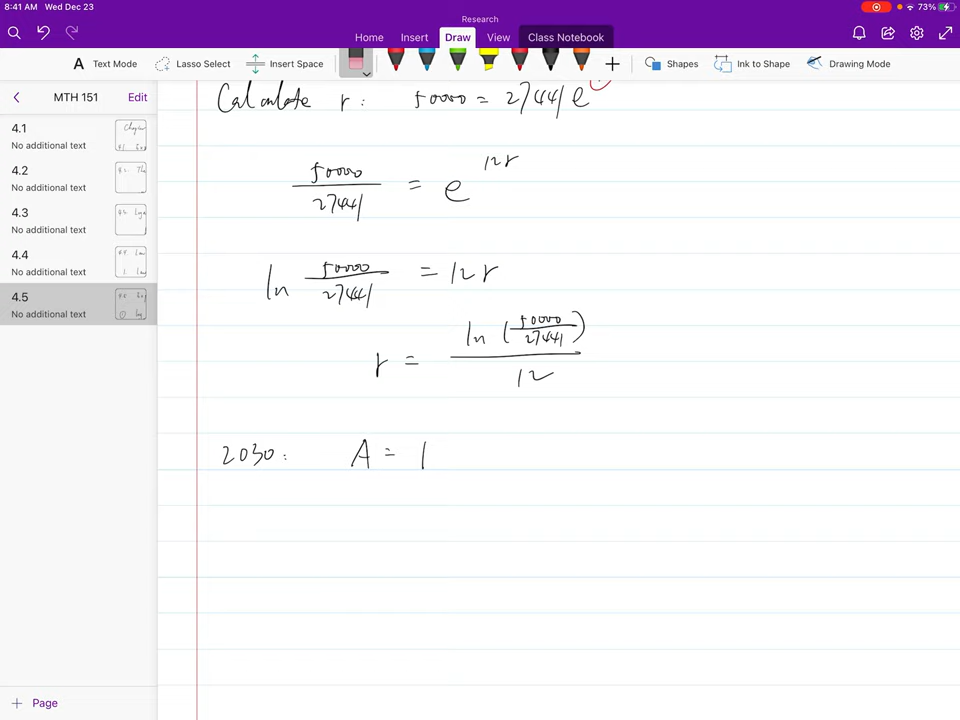 8:41 AM Wed Dec 23
73%
Research
Home Insert Draw View Class Notebook
Text Mode Lasso Select Insert Space Shapes Ink to Shape Drawing Mode
MTH 151 Edit
4.1
No additional text
4.2
No additional text
4.3
No additional text
4.4
No additional text
4.5
No additional text
Page
Calculate r: 50000 = 27441 e
50000/27441 = e^12r
ln 50000/27441 = 12r
r = ln (50000/27441) / 12
2030: A = 1